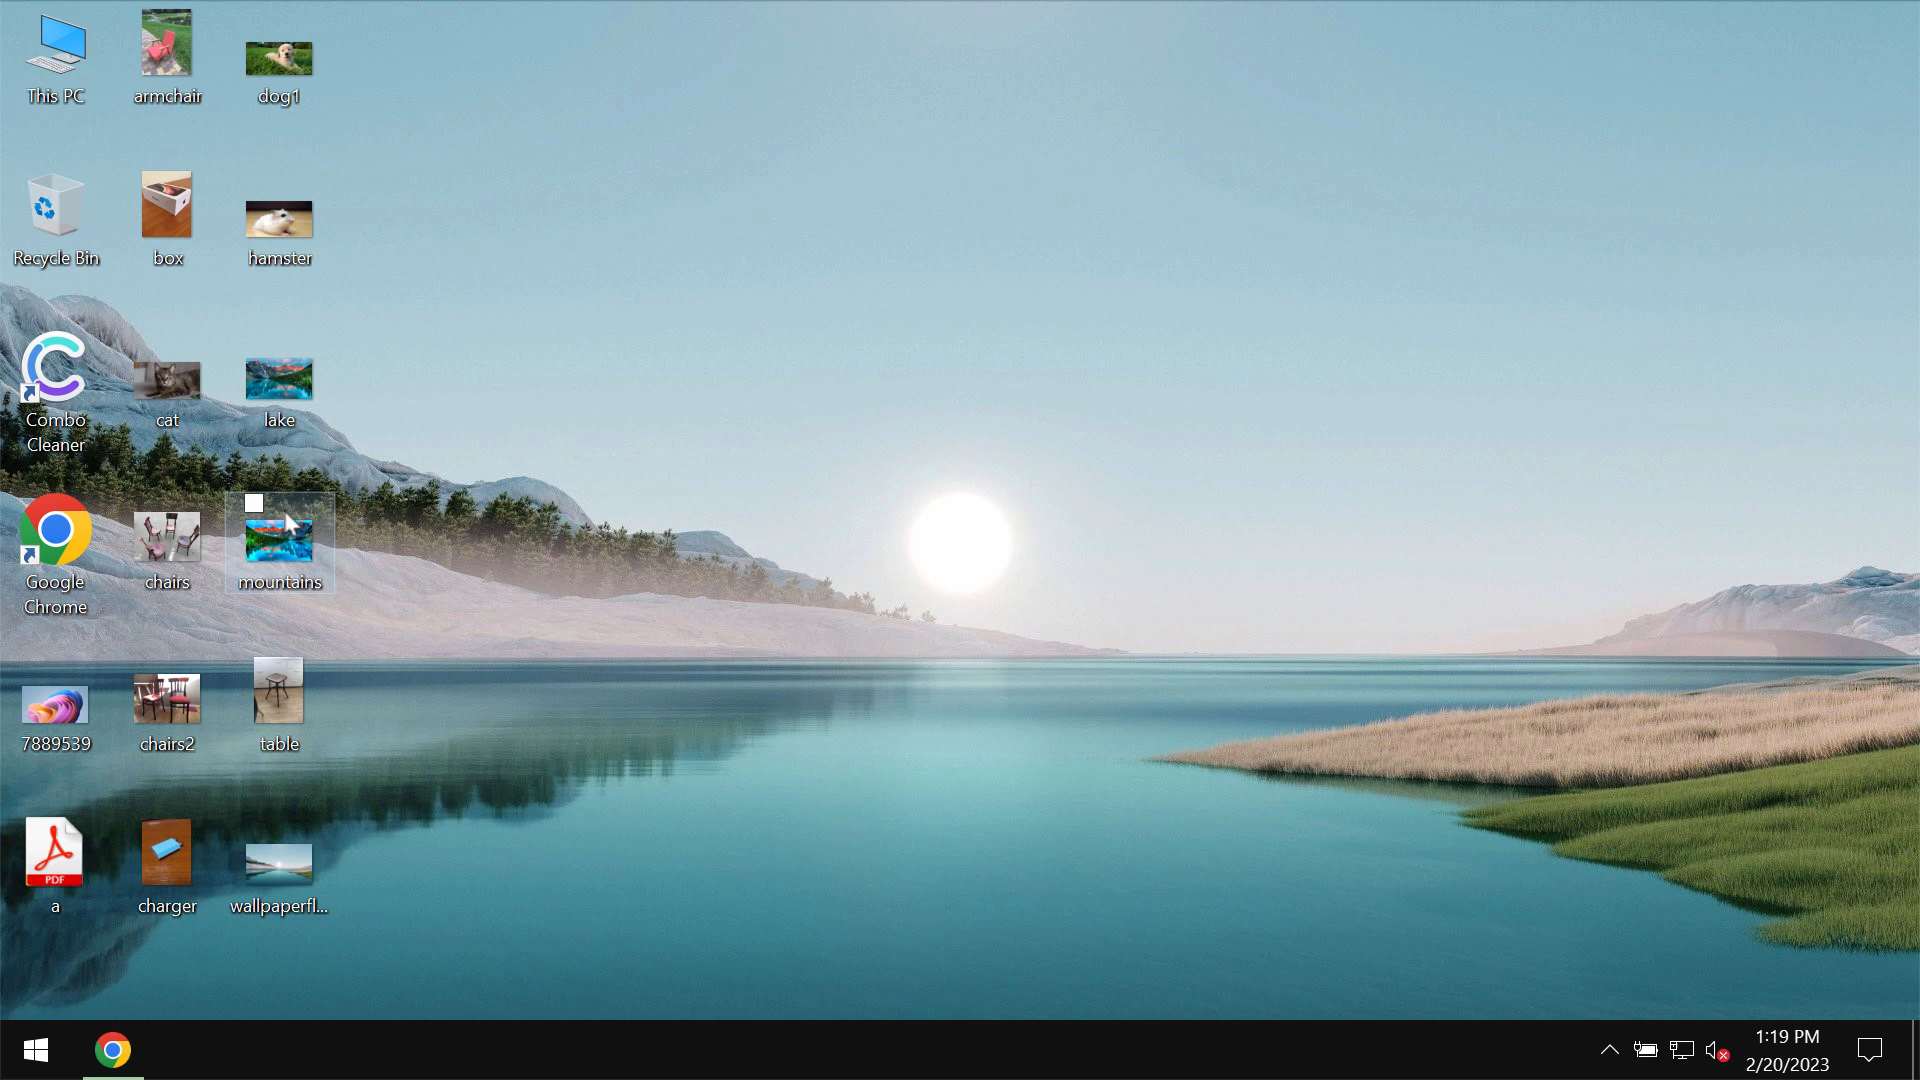 This PC
armchair
dog1
Recycle Bin
box
hamster
Combo
Cleaner
cat
lake
Google
Chrome
chairs
mountains
7889539
chairs2
table
PDF
a
charger
wallpaperfl...
1:19 PM
2/20/2023